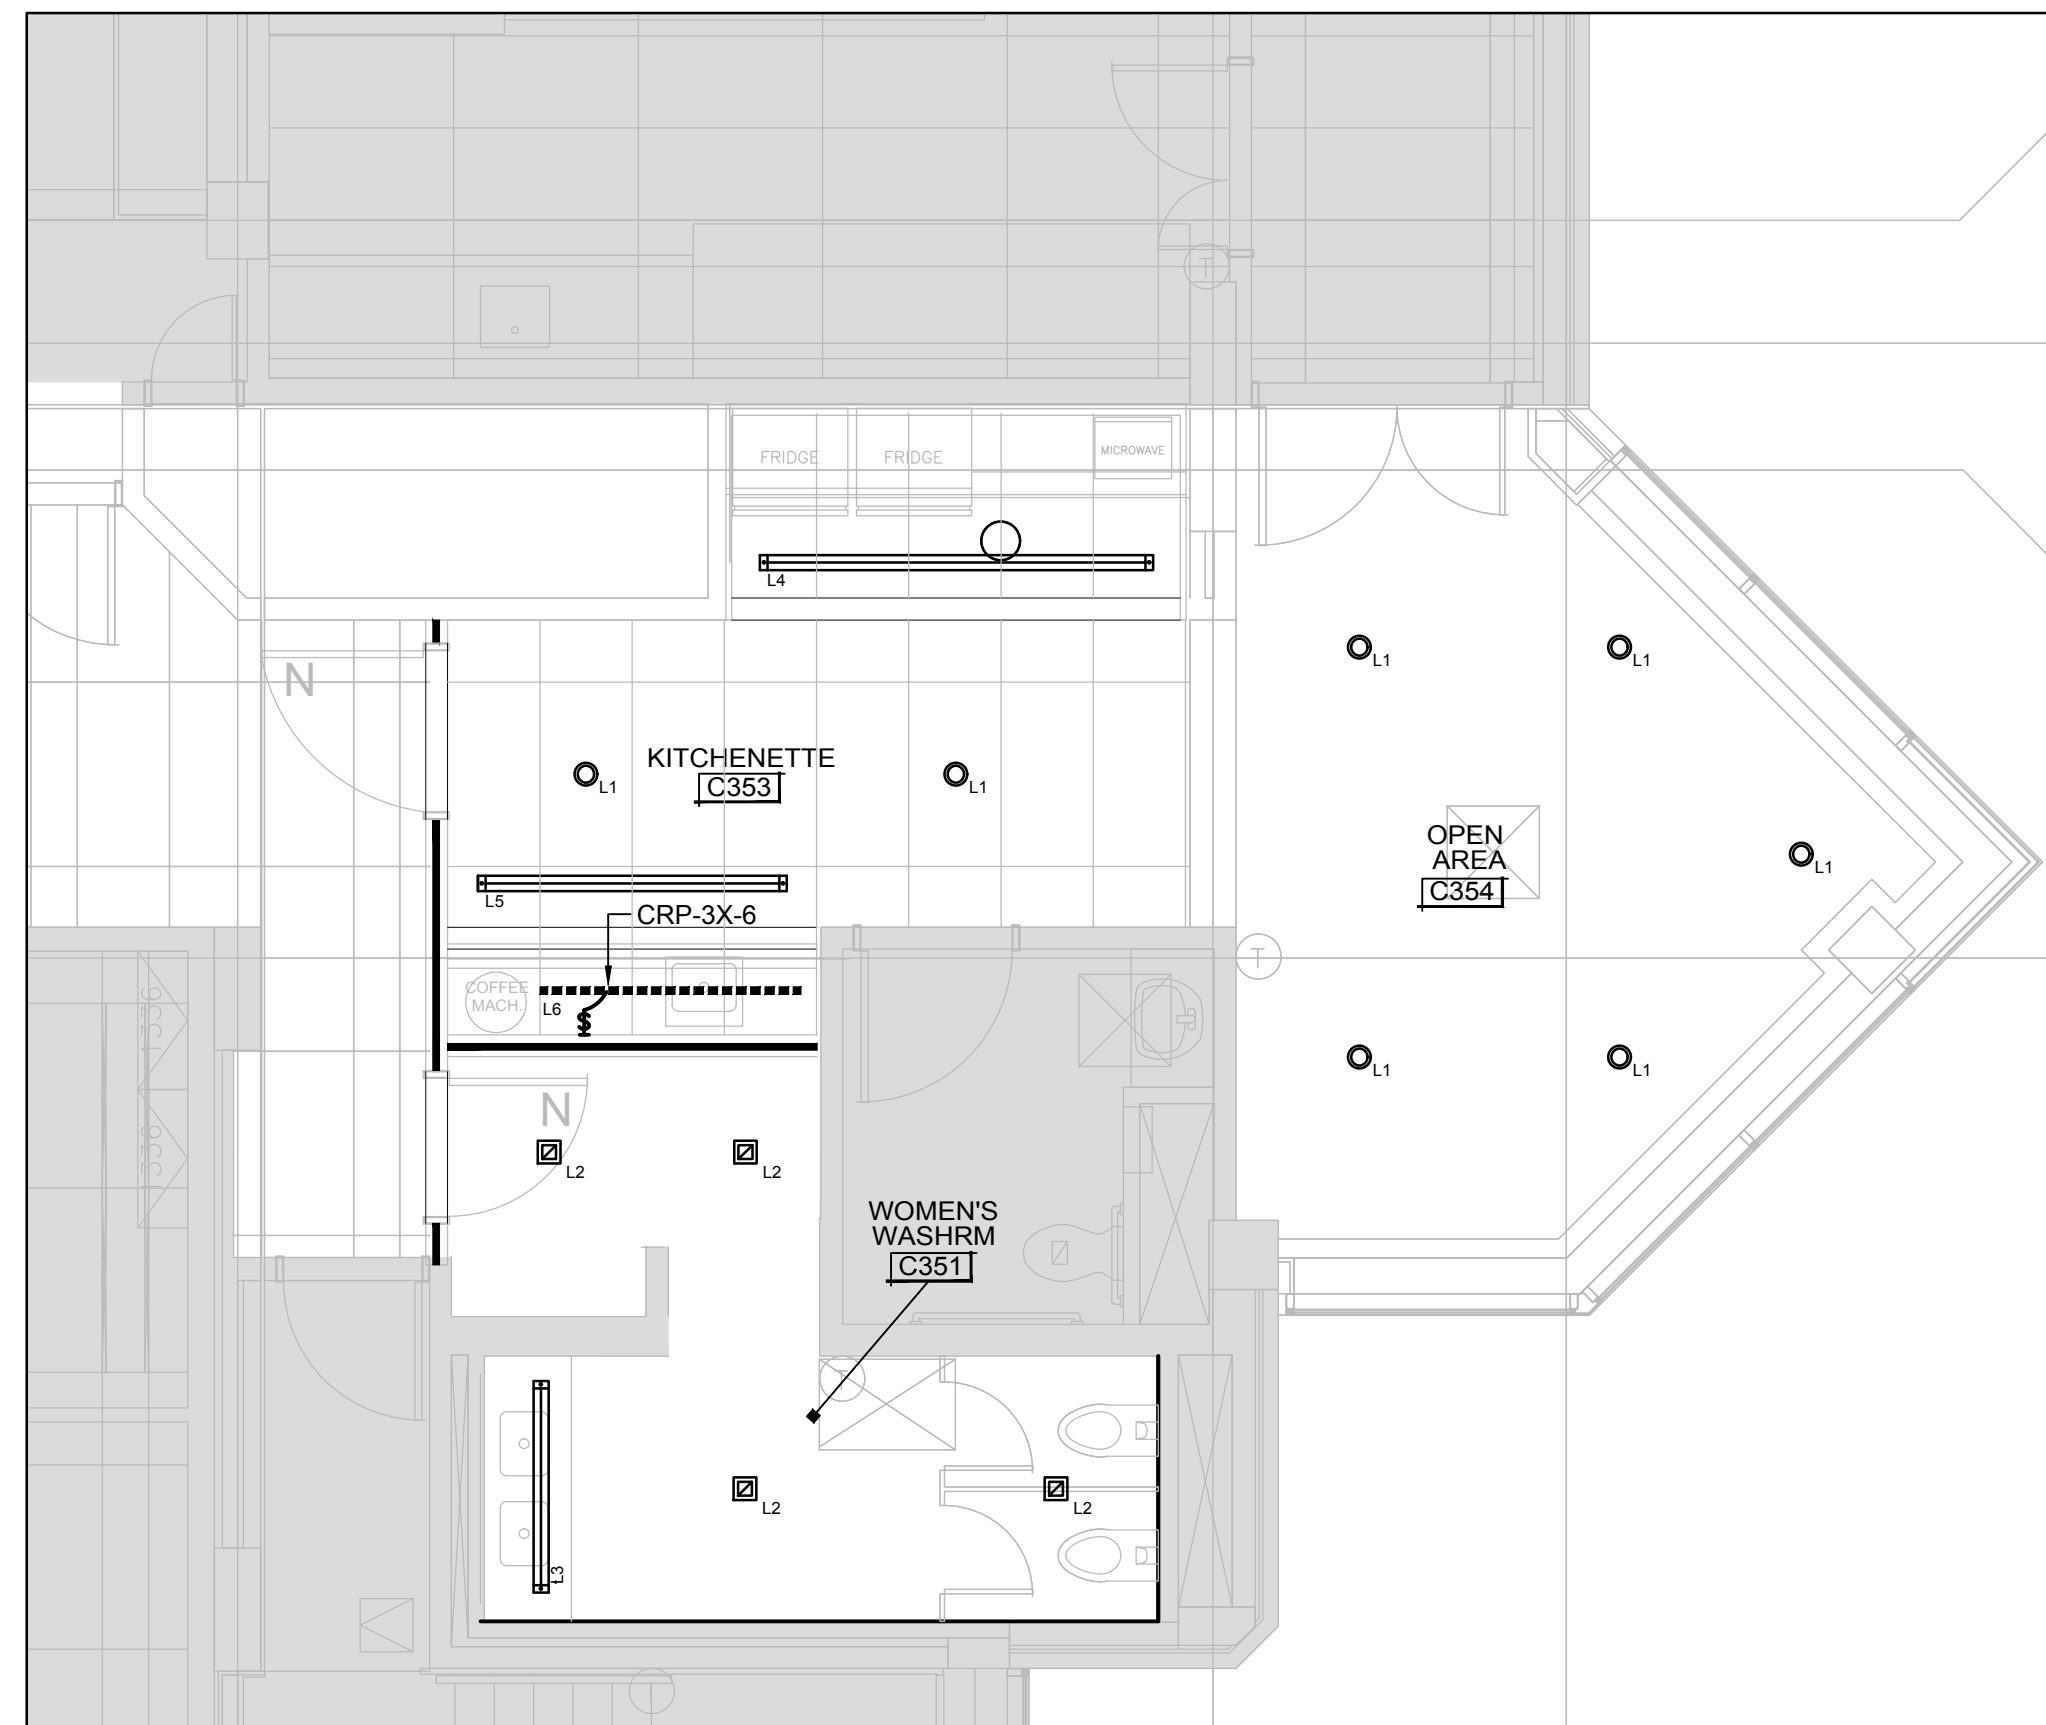 T
FRIDGE
FRIDGE
MICROWAVE
L4
L1
L1
N
KITCHENETTE
C353
L1
L1
OPEN
AREA
C354
L1
L5
CRP-3X-6
T
COFFEE
MACH.
L6
$
L1
L1
N
L2
L2
WOMEN'S
WASHRM
C351
T
L2
L2
L3
T